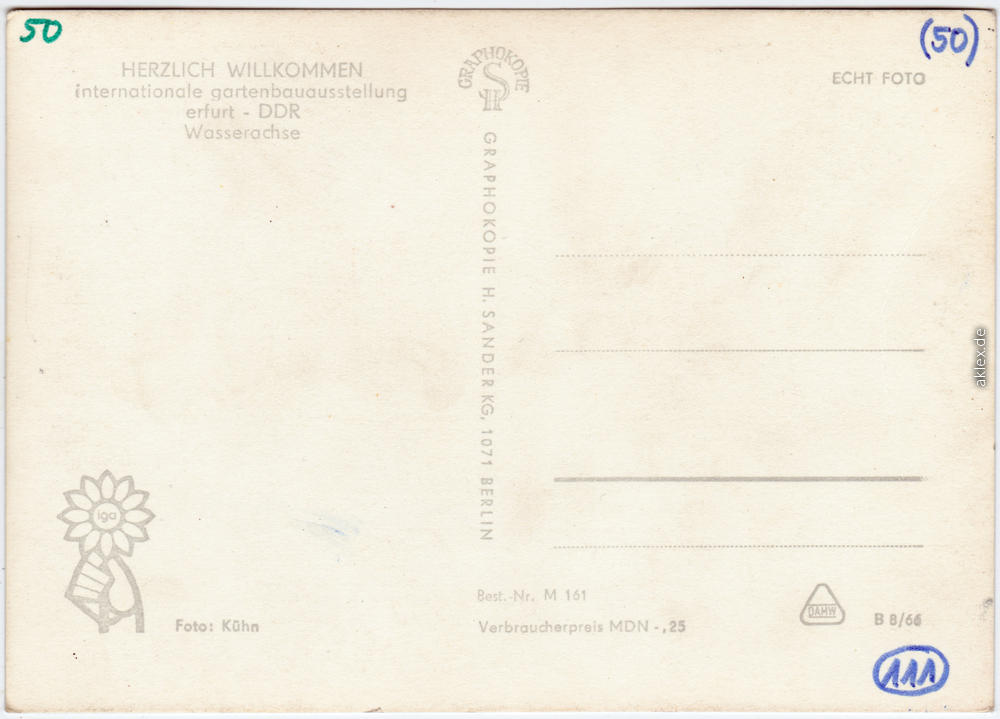 50
HERZLICH WILLKOMMEN
internationale gartenbauausstellung
erfurt - DDR
Wasserachse
iga
Foto: Kühn
GRAPHOKOPIE
GRAPHOKOPIE H. SANDER KG, 1071 BERLIN
Best.-Nr. M 161
Verbraucherpreis MDN -,25
(50)
ECHT FOTO
aklex.de
DAMW
B 8/66
111